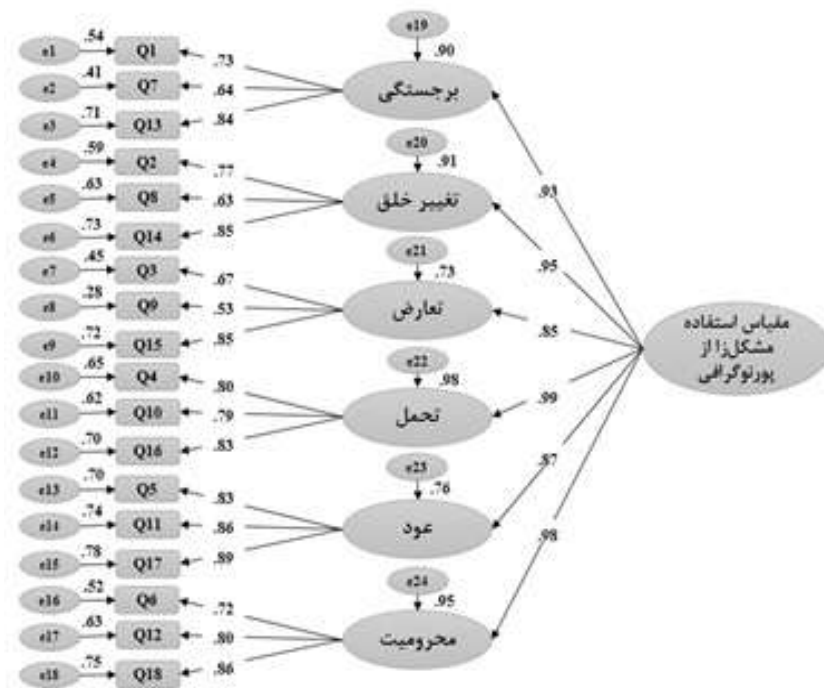 e19
.90
e1
.54
Q1
.73
برجستگی
e2
.41
Q7
.64
e3
.71
Q13
.84
.93
e4
.59
Q2
.77
e20
.91
تغییر خلق
e5
.63
Q8
.63
e6
.73
Q14
.85
.95
e7
.45
Q3
.67
e21
.73
تعارض
e8
.28
Q9
.53
e9
.72
Q15
.85
.85
مقیاس استفاده
مشکل‌زا از
پورنوگرافی
e10
.65
Q4
.80
e22
.98
تحمل
e11
.62
Q10
.79
e12
.70
Q16
.83
.99
e13
.70
Q5
.83
e23
.76
عود
e14
.74
Q11
.86
e15
.78
Q17
.89
.87
e16
.52
Q6
.72
e24
.95
محرومیت
e17
.63
Q12
.80
e18
.75
Q18
.86
.98